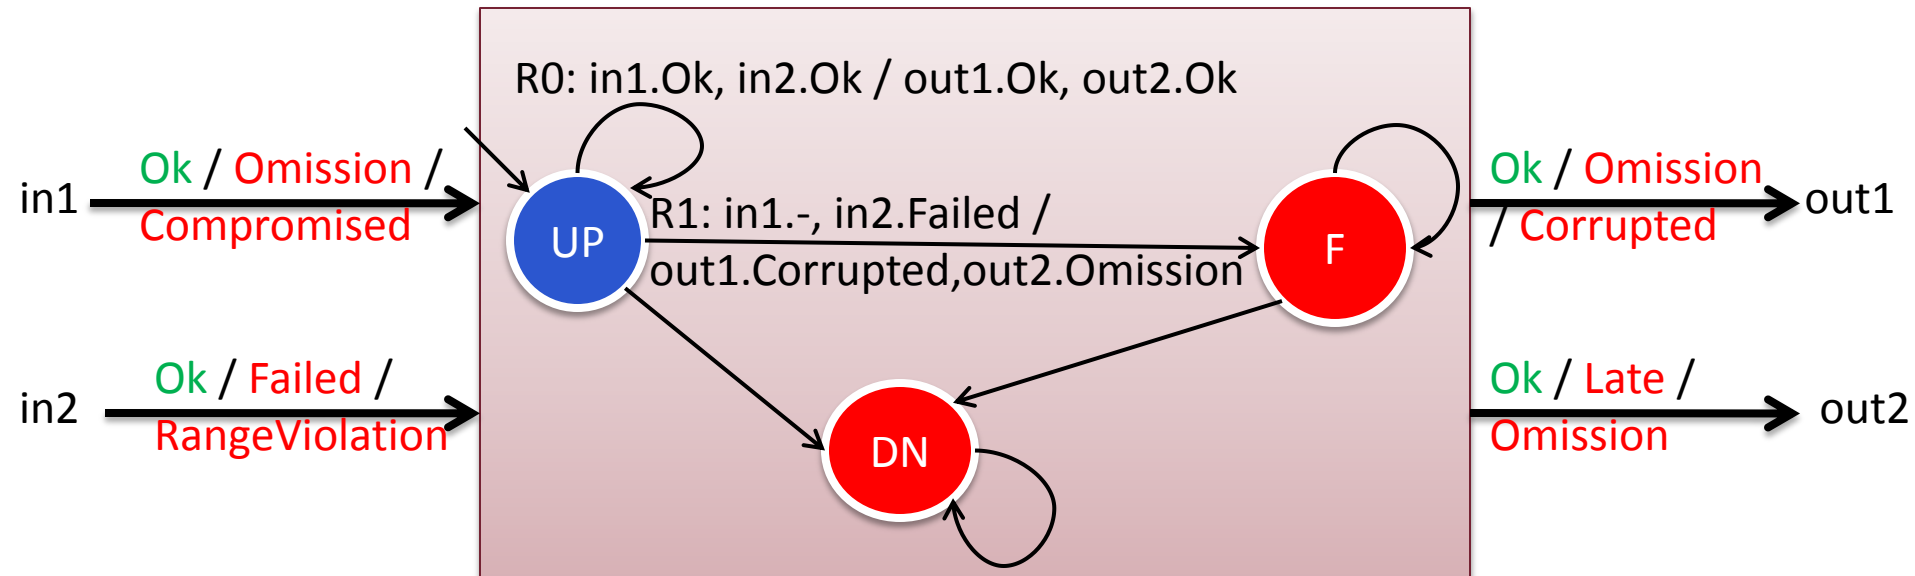 R0: in1.Ok, in2.Ok / out1.Ok, out2.Ok
in1
Ok / Omission /
Compromised
UP
R1: in1.-, in2.Failed /
out1.Corrupted,out2.Omission
F
Ok / Omission
/ Corrupted
out1
in2
Ok / Failed /
RangeViolation
DN
Ok / Late /
Omission
out2